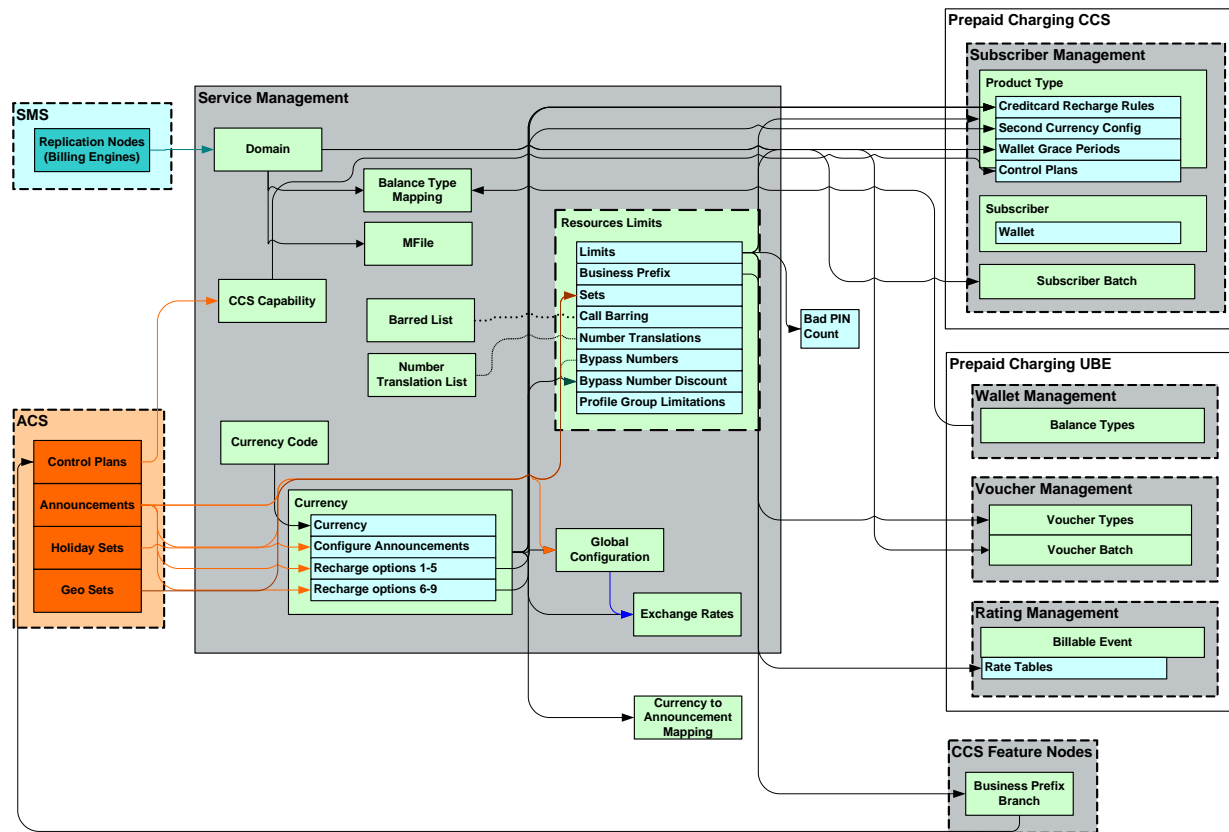 SMS
Replication Nodes
(Billing Engines)
ACS
Control Plans
Announcements
Holiday Sets
Geo Sets
Service Management
Domain
Balance Type
Mapping
MFile
CCS Capability
Barred List
Number
Translation List
Currency Code
Currency
Currency
Configure Announcements
Recharge options 1-5
Recharge options 6-9
Resources Limits
Limits
Business Prefix
Sets
Call Barring
Number Translations
Bypass Numbers
Bypass Number Discount
Profile Group Limitations
Global
Configuration
Exchange Rates
Bad PIN
Count
Currency to
Announcement
Mapping
Prepaid Charging CCS
Subscriber Management
Product Type
Creditcard Recharge Rules
Second Currency Config
Wallet Grace Periods
Control Plans
Subscriber
Wallet
Subscriber Batch
Prepaid Charging UBE
Wallet Management
Balance Types
Voucher Management
Voucher Types
Voucher Batch
Rating Management
Billable Event
Rate Tables
CCS Feature Nodes
Business Prefix
Branch